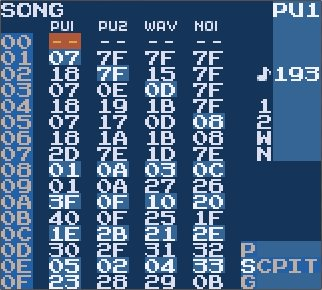 SONG PU1
PU1 PU2 WAV NOI
00 -- -- -- --
01 07 7F 7F 7F
02 18 7F 15 7F ♪193
03 07 0E 0D 7F
04 18 19 1B 7F 1
05 07 17 0D 08 2
06 18 1A 1B 08 W
07 2D 7E 1D 7E N
08 01 0A 03 0C
09 01 0A 27 26
0A 3F 0F 10 20
0B 40 0F 25 1F
0C 1E 2B 21 2E
0D 30 2F 31 32 P
0E 05 02 04 33 SCPIT
0F 23 28 29 0B G